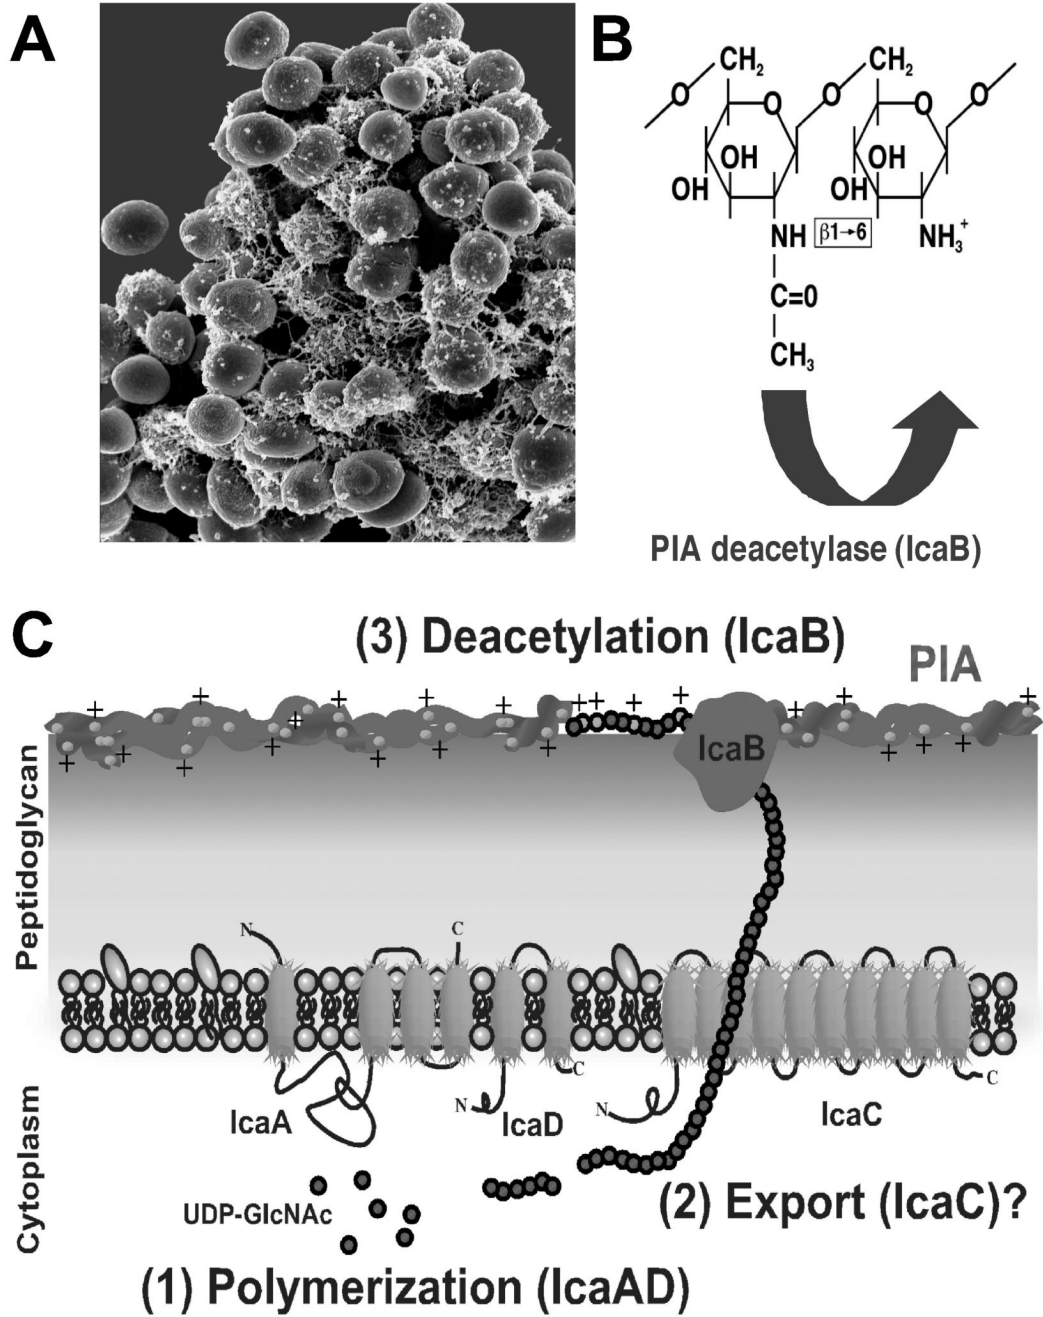 A
B
CH2 CH2
O O O O O
OH OH
OH OH
NH β1→6 NH3+
C=0
CH3
PIA deacetylase (IcaB)
C
(3) Deacetylation (IcaB)
PIA
+ + + + + + + + + + + +
IcaB
+ + + + + + + + +
Peptidoglycan
N C
C C
N N
IcaA IcaD IcaC
Cytoplasm
UDP-GlcNAc
(2) Export (IcaC)?
(1) Polymerization (IcaAD)